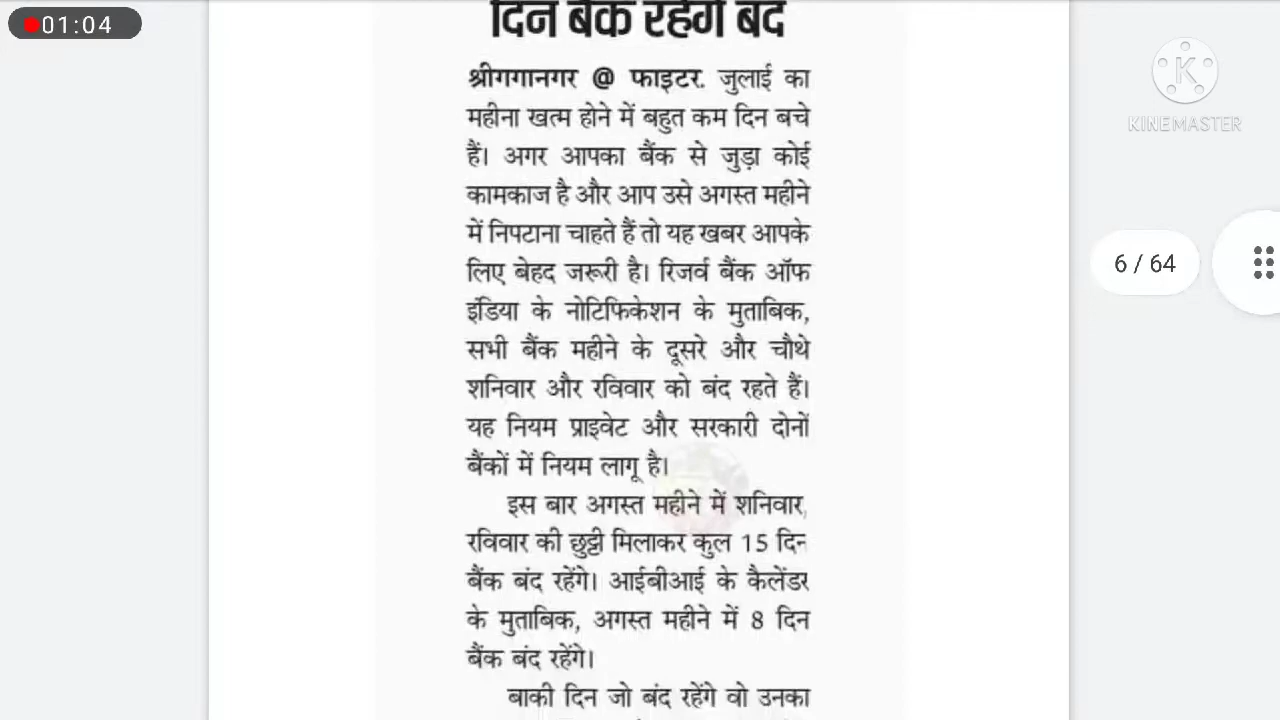 01:04
दिन बैंक रहेंगे बंद
श्रीगगानगर @ फाइटर. जुलाई का
महीना खत्म होने में बहुत कम दिन बचे
हैं। अगर आपका बैंक से जुड़ा कोई
कामकाज है और आप उसे अगस्त महीने
में निपटाना चाहते हैं तो यह खबर आपके
लिए बेहद जरूरी है। रिजर्व बैंक ऑफ
इंडिया के नोटिफिकेशन के मुताबिक,
सभी बैंक महीने के दूसरे और चौथे
शनिवार और रविवार को बंद रहते हैं।
यह नियम प्राइवेट और सरकारी दोनों
बैंकों में नियम लागू है।
इस बार अगस्त महीने में शनिवार,
रविवार की छुट्टी मिलाकर कुल 15 दिन
बैंक बंद रहेंगे। आईबीआई के कैलेंडर
के मुताबिक, अगस्त महीने में 8 दिन
बैंक बंद रहेंगे।
बाकी दिन जो बंद रहेंगे वो उनका
K
KINEMASTER
6 / 64